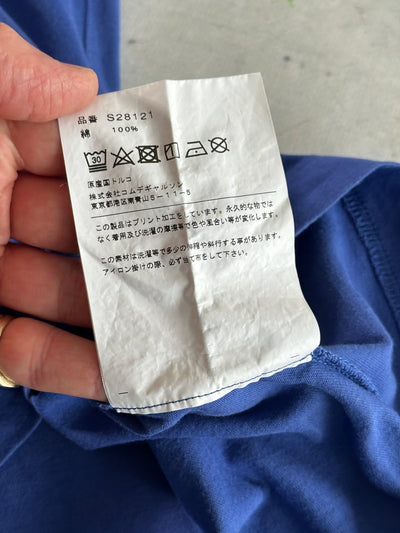 品番 S28121
綿 100%
30
原産国トルコ
株式会社コムデギャルソン
東京都港区南青山5-11-5
この製品はプリント加工をしています。永久的な物では
なく着用及び洗濯の摩擦等で色や風合い等が変化します。
この素材は洗濯等で多少の伸縮や斜行する事があります。
アイロン掛けの際、必ず当て布をして下さい。